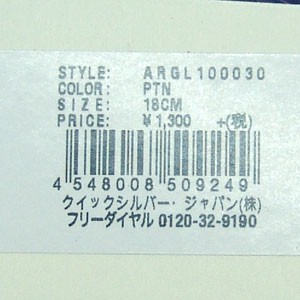 STYLE: ARGL100030
COLOR: PTN
SIZE: 18CM
PRICE: ¥1,300 +(税)
4 548008 509249
クイックシルバー・ジャパン(株)
フリーダイヤル 0120-32-9190